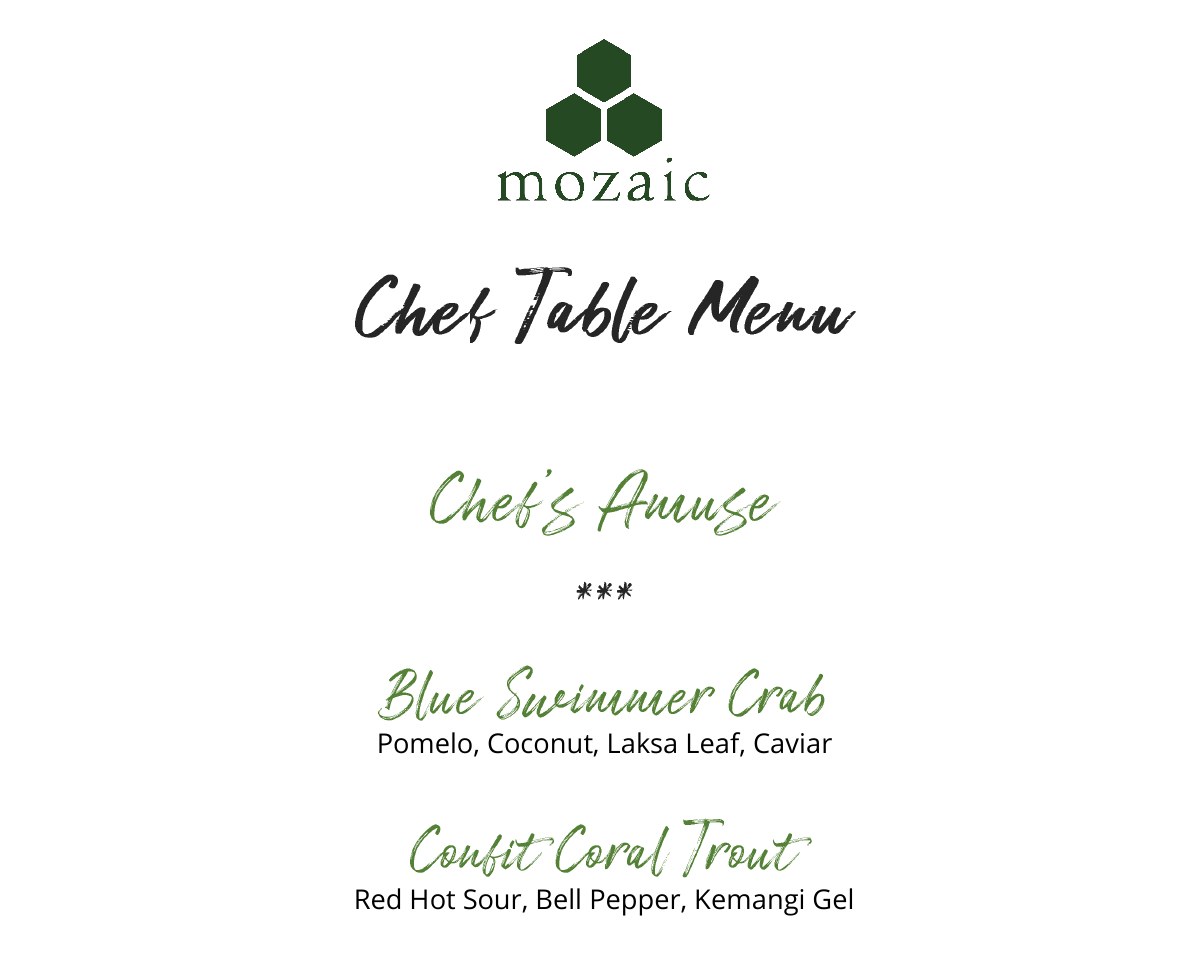 mozaic
Chef Table Menu
Chef's Amuse
***
Blue Swimmer Crab
Pomelo, Coconut, Laksa Leaf, Caviar
Confit Coral Trout
Red Hot Sour, Bell Pepper, Kemangi Gel